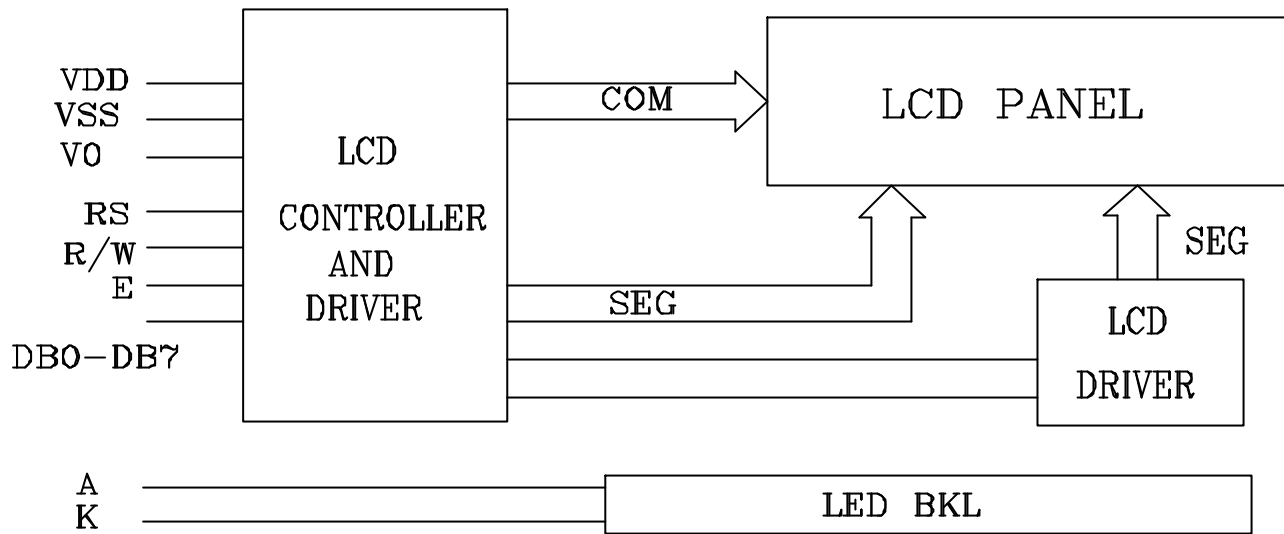 VDD
VSS
V0
RS
R/W
E
DB0-DB7
LCD
CONTROLLER
AND
DRIVER
COM
SEG
LCD PANEL
SEG
LCD
DRIVER
A
K
LED BKL